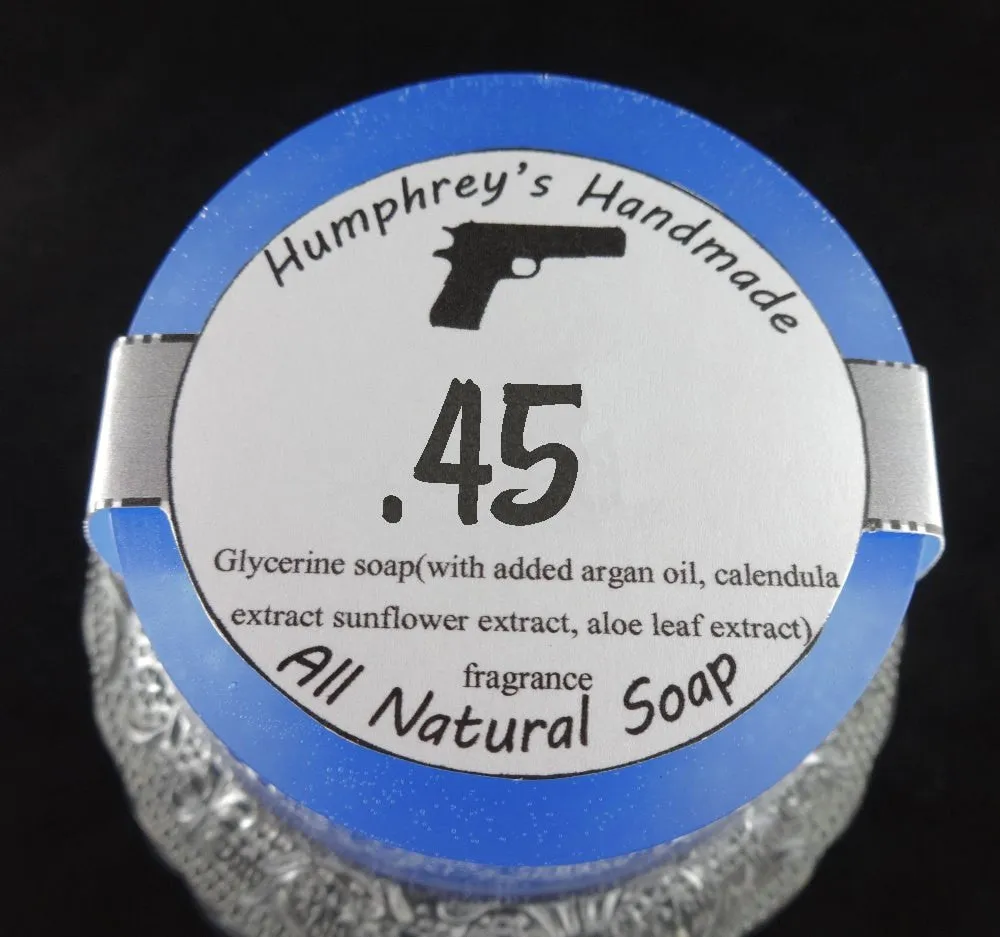 Humphrey's Handmade
.45
Glycerine soap(with added argan oil, calendula
extract sunflower extract, aloe leaf extract)
fragrance
All Natural Soap